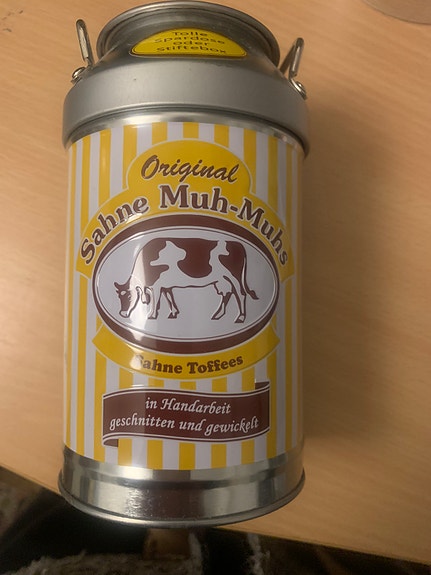 Tolle
Spardose
oder
Stiftebox
Original
Sahne Muh-Muhs
Sahne Toffees
in Handarbeit
geschnitten und gewickelt